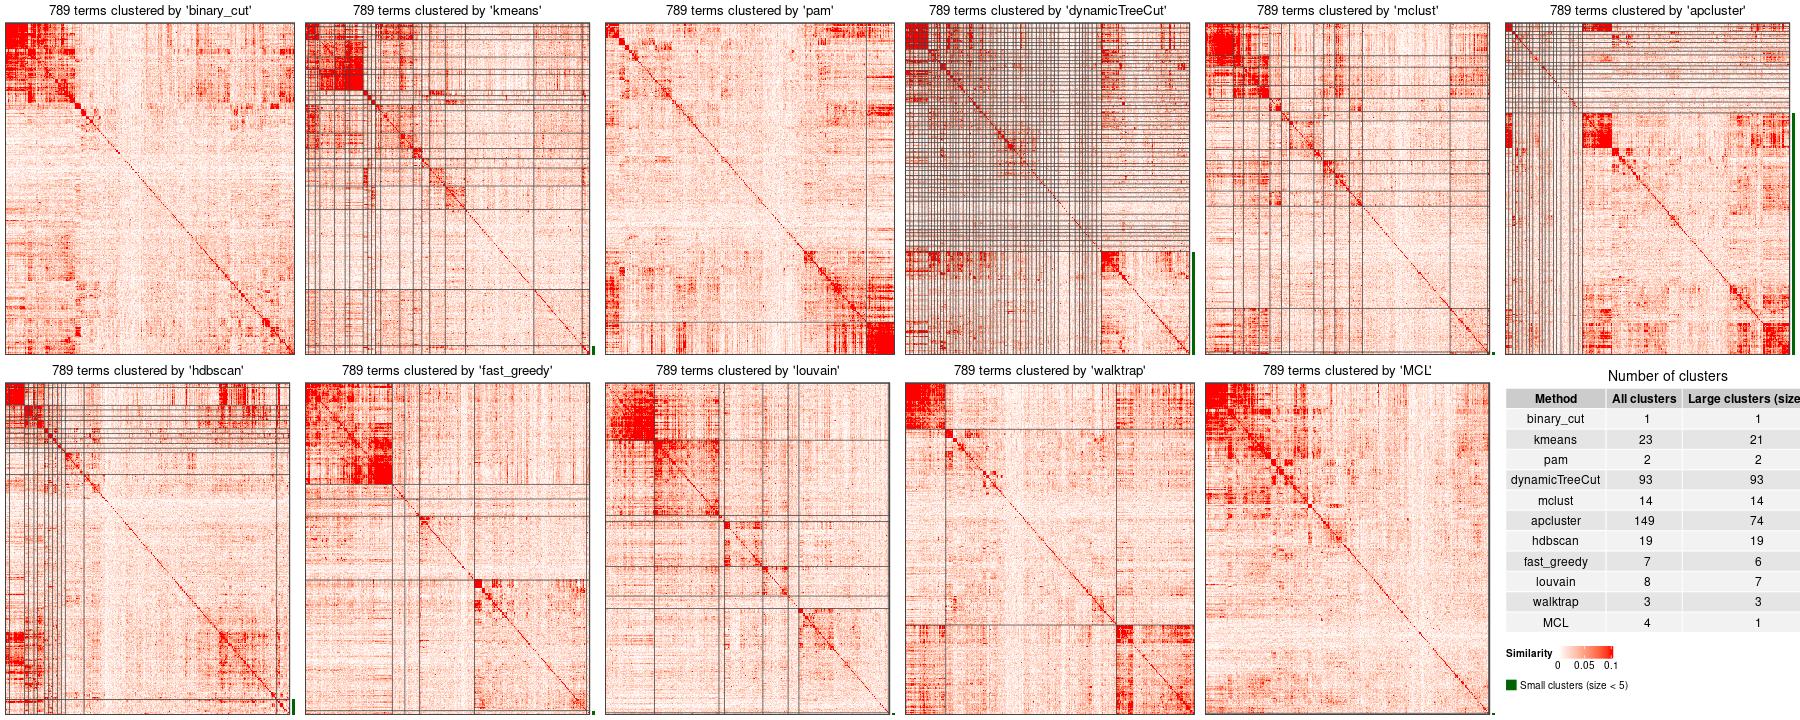 789 terms clustered by 'binary_cut'
789 terms clustered by 'kmeans'
789 terms clustered by 'pam'
789 terms clustered by 'dynamicTreeCut'
789 terms clustered by 'mclust'
789 terms clustered by 'apcluster'
789 terms clustered by 'hdbscan'
789 terms clustered by 'fast_greedy'
789 terms clustered by 'louvain'
789 terms clustered by 'walktrap'
789 terms clustered by 'MCL'
Number of clusters
Method All clusters Large clusters (size
binary_cut 1 1
kmeans 23 21
pam 2 2
dynamicTreeCut 93 93
mclust 14 14
apcluster 149 74
hdbscan 19 19
fast_greedy 7 6
louvain 8 7
walktrap 3 3
MCL 4 1
Similarity
0 0.05 0.1
Small clusters (size < 5)